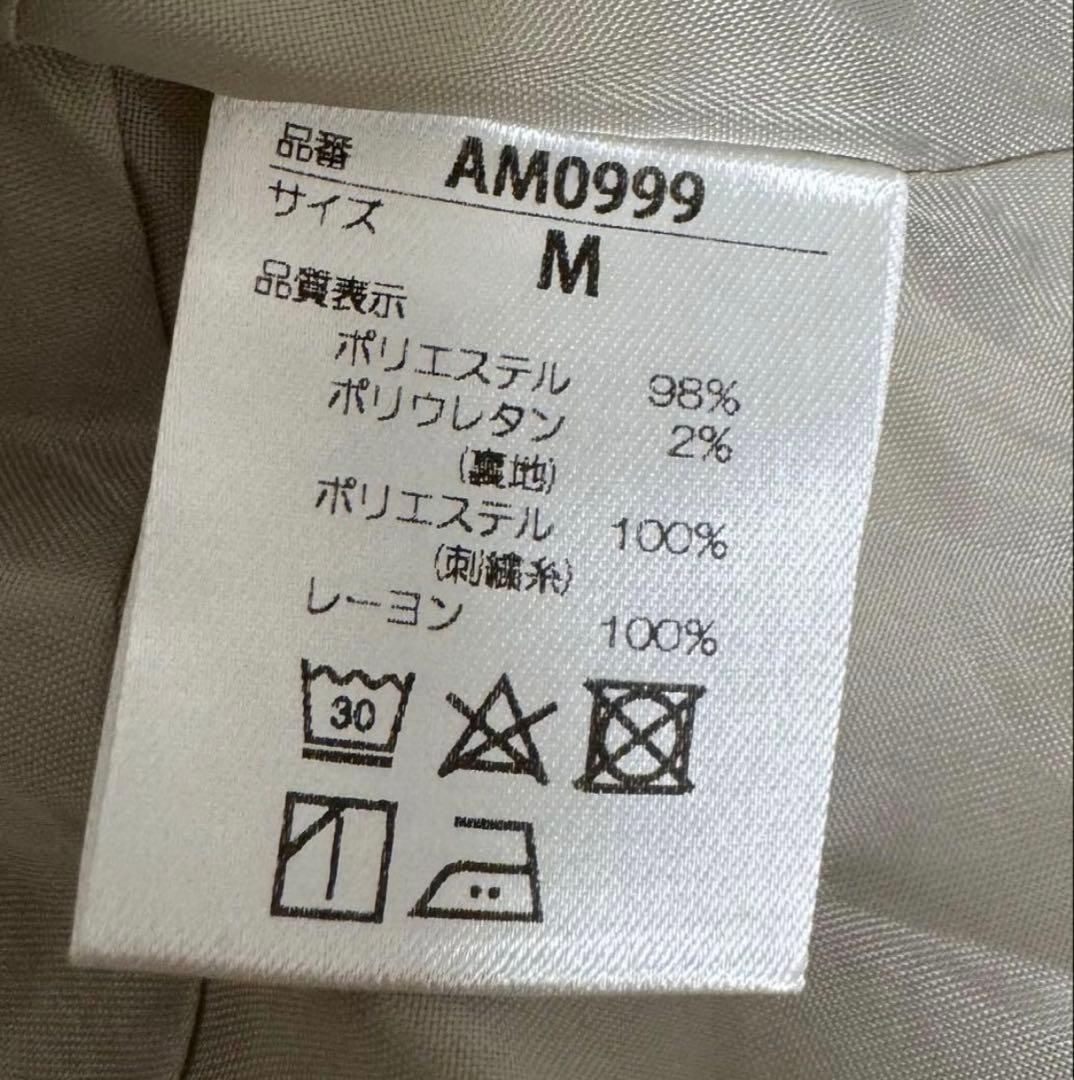 品番 AM0999
サイズ M
品質表示
ポリエステル 98%
ポリウレタン 2%
(裏地)
ポリエステル 100%
(刺繍糸)
レーヨン 100%
30